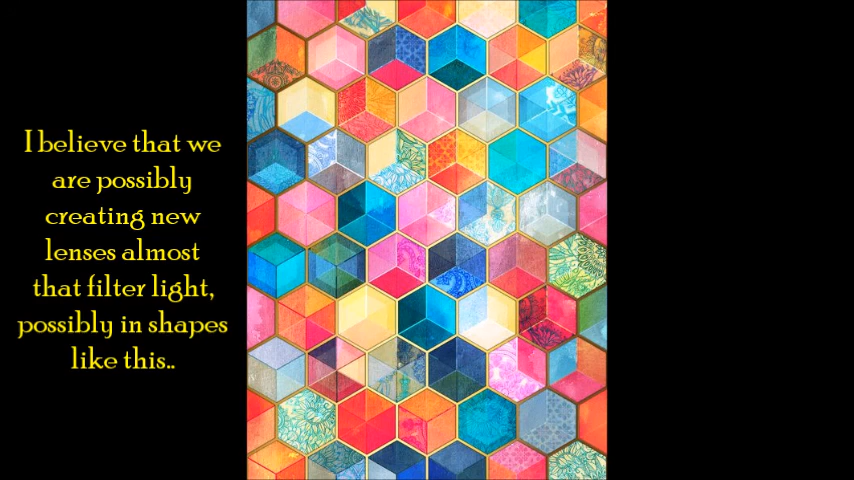 I believe that we
are possibly
creating new
lenses almost
that filter light,
possibly in shapes
like this..